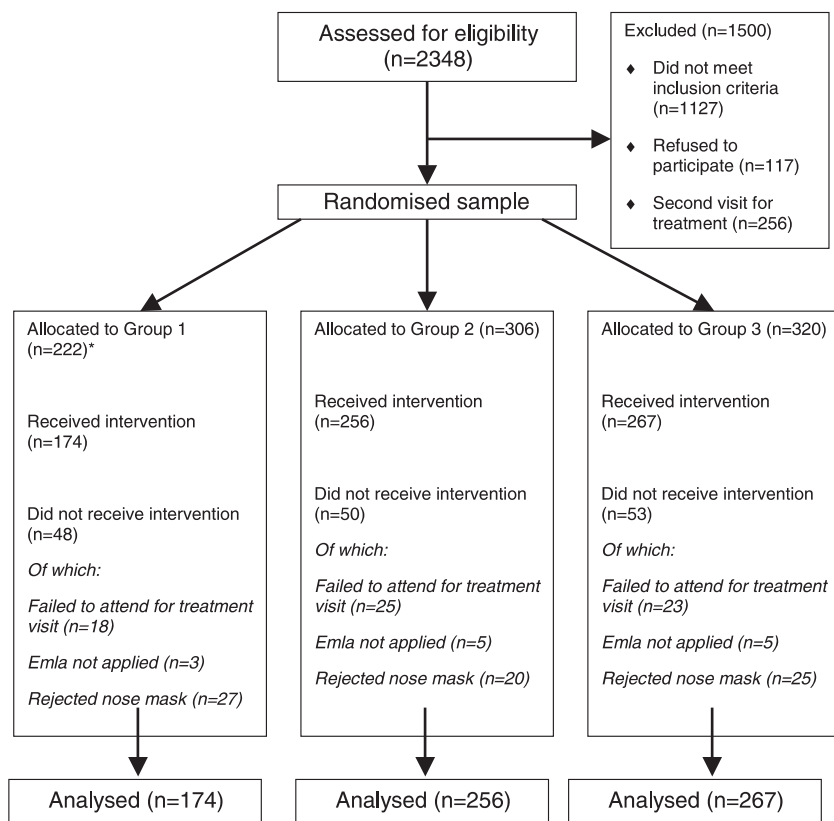 Assessed for eligibility
(n=2348)
Excluded (n=1500)
♦ Did not meet
inclusion criteria
(n=1127)
♦ Refused to
participate (n=117)
♦ Second visit for
treatment (n=256)
Randomised sample
Allocated to Group 1
(n=222)*
Received intervention
(n=174)
Did not receive intervention
(n=48)
Of which:
Failed to attend for treatment
visit (n=18)
Emla not applied (n=3)
Rejected nose mask (n=27)
Allocated to Group 2 (n=306)
Received intervention
(n=256)
Did not receive intervention
(n=50)
Of which:
Failed to attend for treatment
visit (n=25)
Emla not applied (n=5)
Rejected nose mask (n=20)
Allocated to Group 3 (n=320)
Received intervention
(n=267)
Did not receive intervention
(n=53)
Of which:
Failed to attend for treatment
visit (n=23)
Emla not applied (n=5)
Rejected nose mask (n=25)
Analysed (n=174)
Analysed (n=256)
Analysed (n=267)